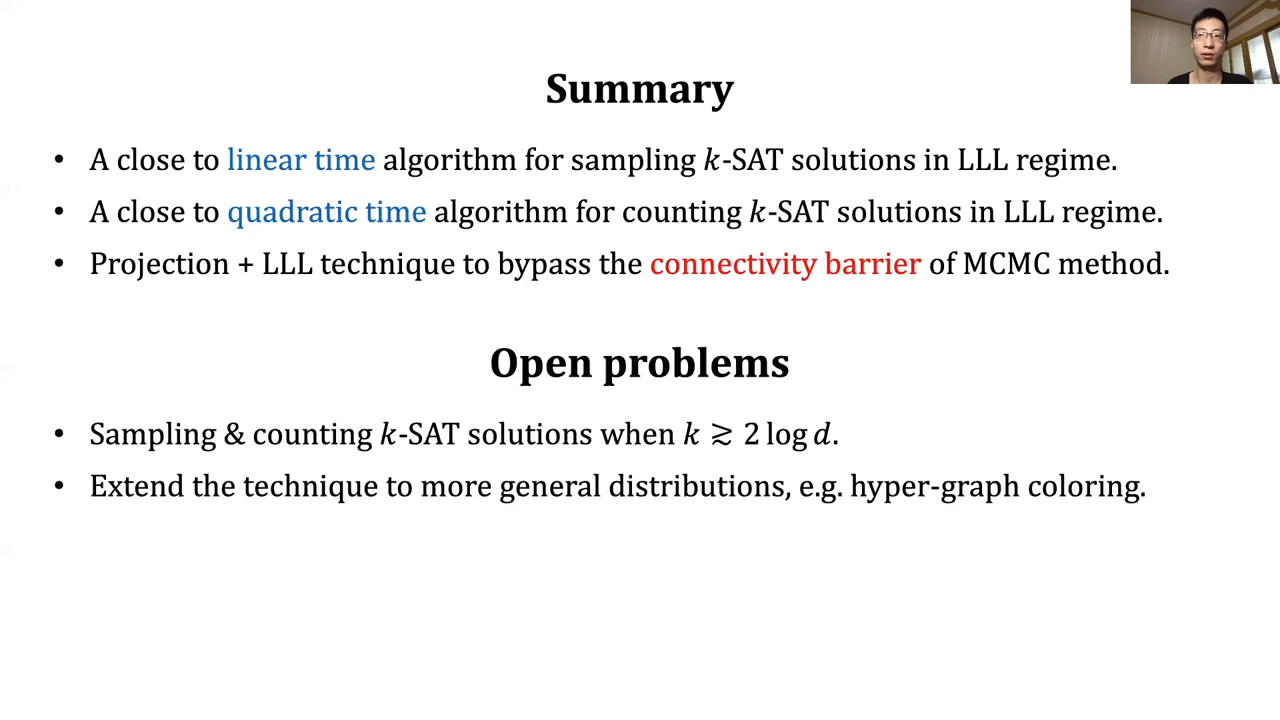 Summary
• A close to linear time algorithm for sampling k-SAT solutions in LLL regime.
• A close to quadratic time algorithm for counting k-SAT solutions in LLL regime.
• Projection + LLL technique to bypass the connectivity barrier of MCMC method.
Open problems
• Sampling & counting k-SAT solutions when k ≳ 2 log d.
• Extend the technique to more general distributions, e.g. hyper-graph coloring.